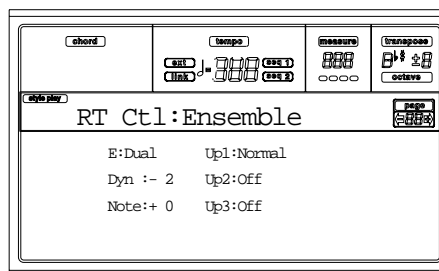 chord tempo measure transpose
ext link seq 1 seq 2 octave
style play page
RT Ctl:Ensemble
E:Dual Up1:Normal
Dyn :- 2 Up2:Off
Note:+ 0 Up3:Off